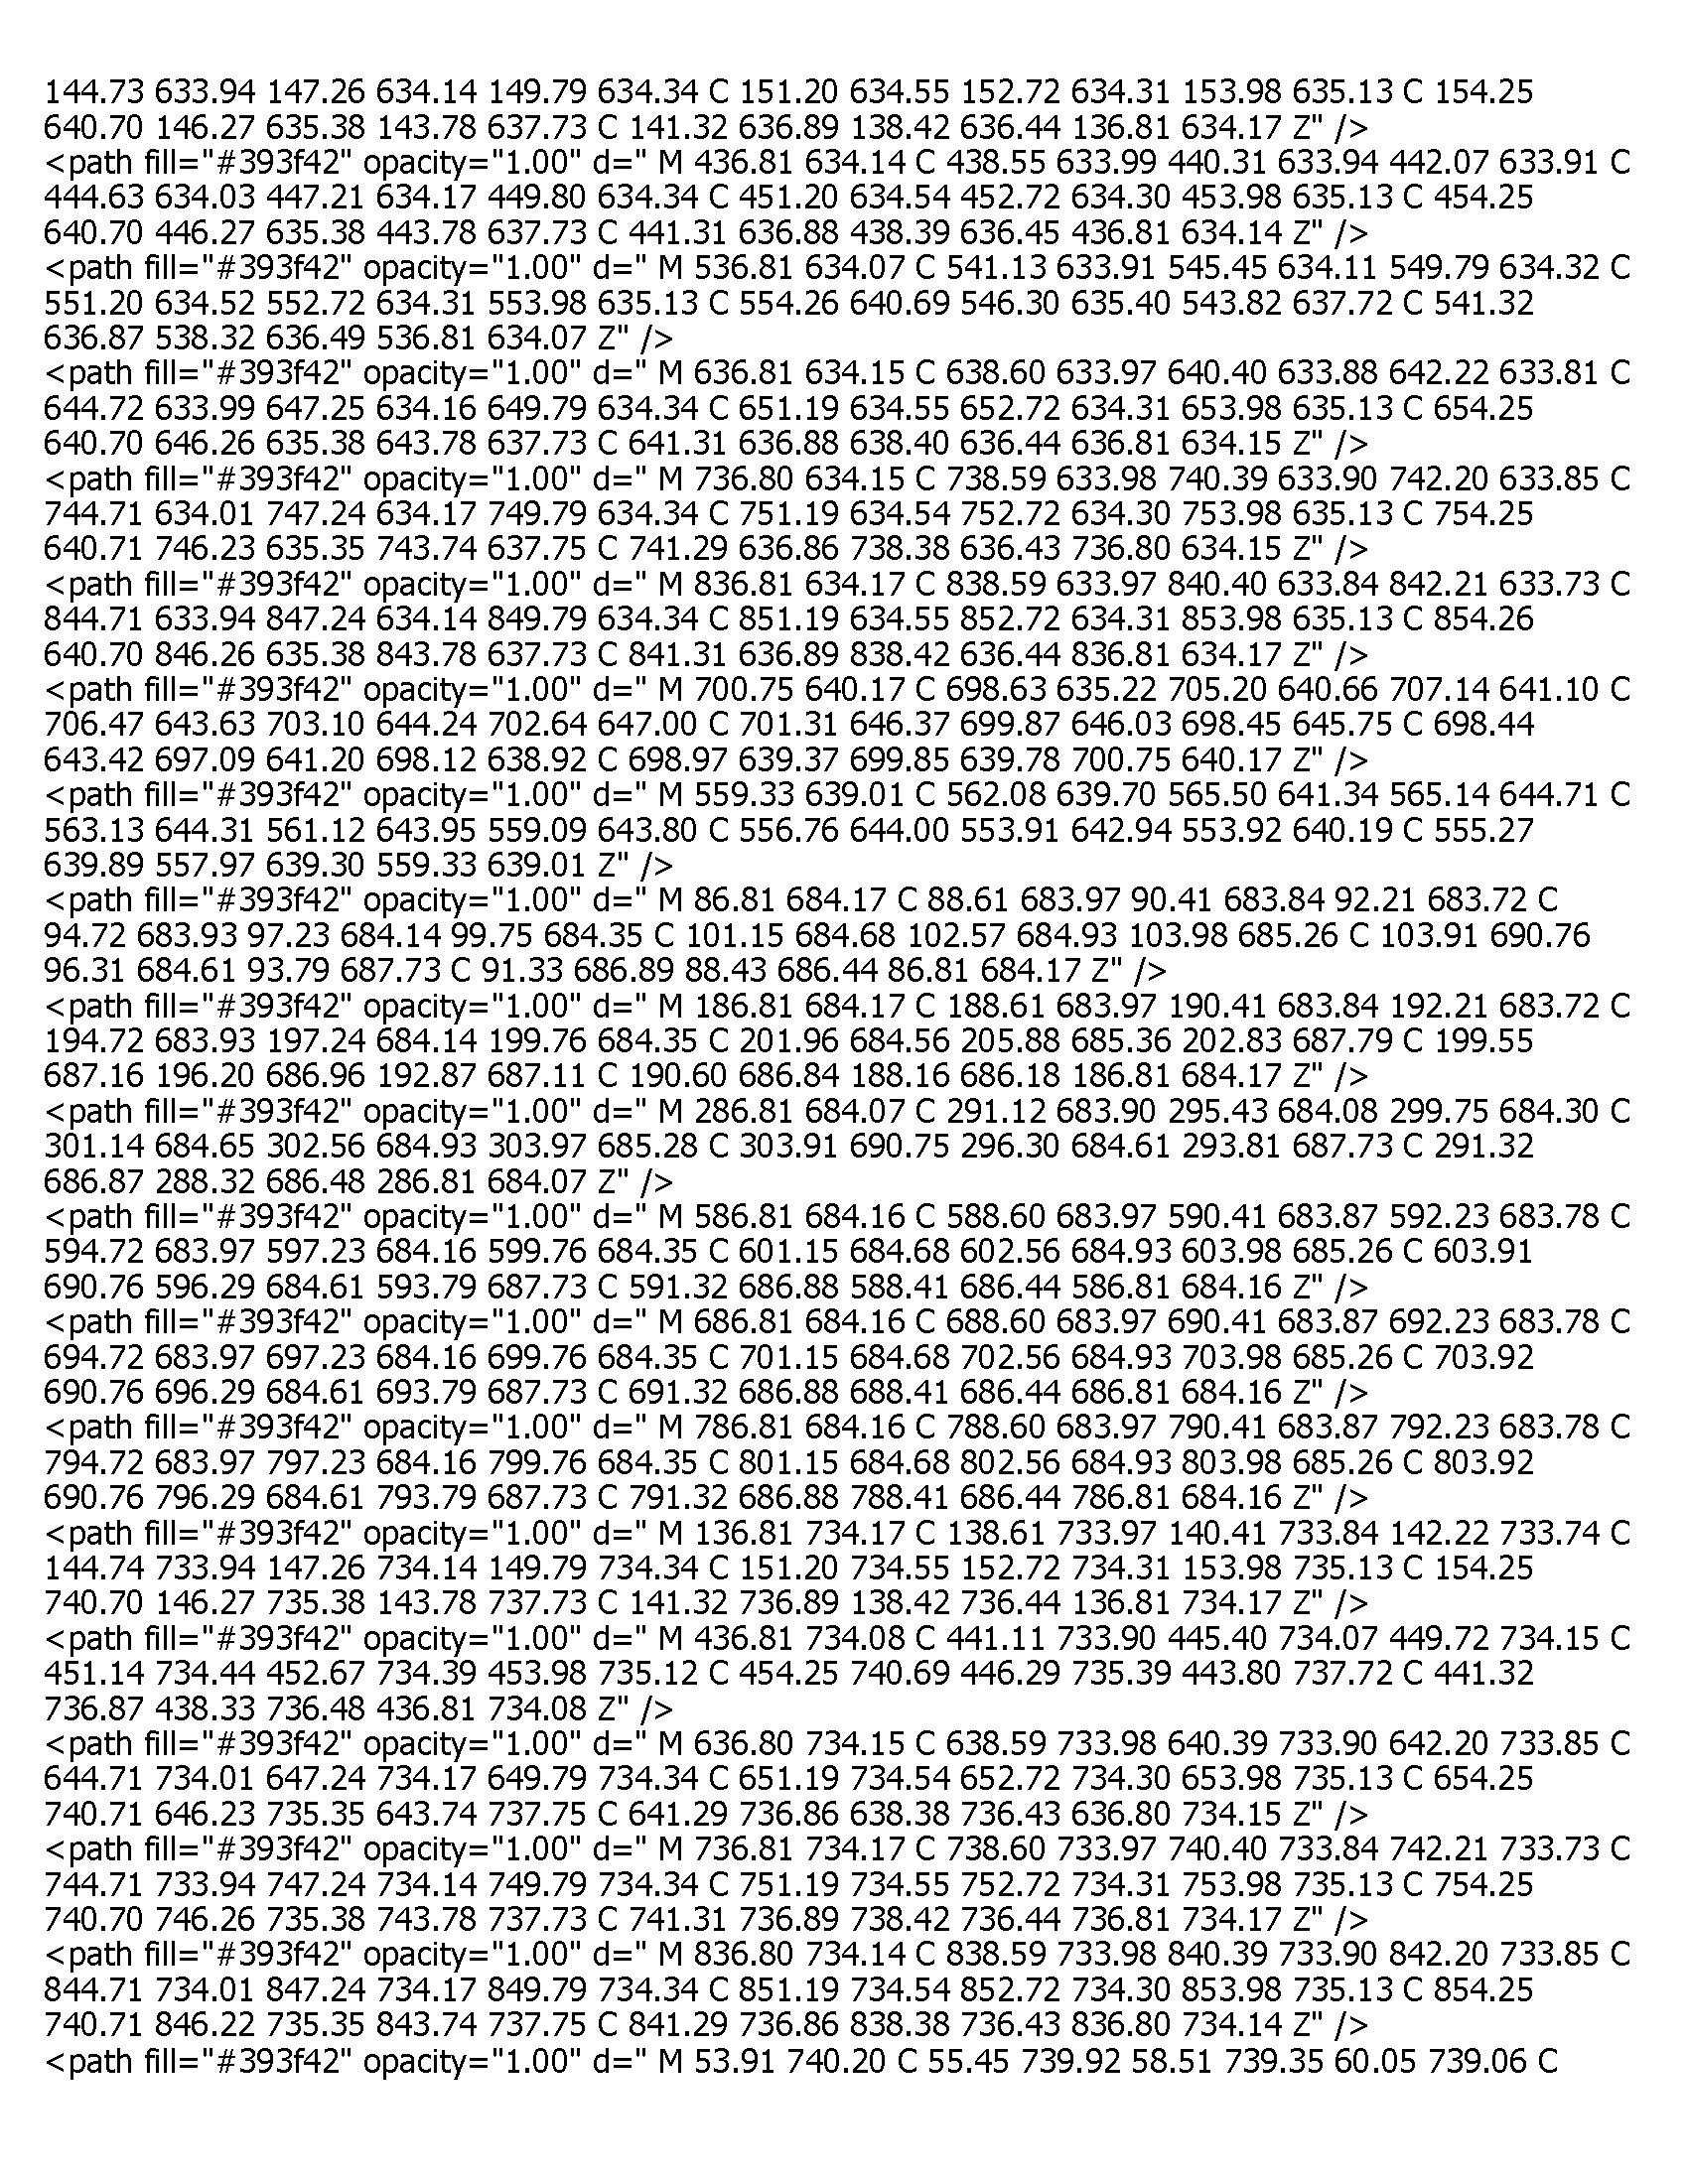 144.73 633.94 147.26 634.14 149.79 634.34 C 151.20 634.55 152.72 634.31 153.98 635.13 C 154.25
640.70 146.27 635.38 143.78 637.73 C 141.32 636.89 138.42 636.44 136.81 634.17 Z" />
<path fill="#393f42" opacity="1.00" d=" M 436.81 634.14 C 438.55 633.99 440.31 633.94 442.07 633.91 C
444.63 634.03 447.21 634.17 449.80 634.34 C 451.20 634.54 452.72 634.30 453.98 635.13 C 454.25
640.70 446.27 635.38 443.78 637.73 C 441.31 636.88 438.39 636.45 436.81 634.14 Z" />
<path fill="#393f42" opacity="1.00" d=" M 536.81 634.07 C 541.13 633.91 545.45 634.11 549.79 634.32 C
551.20 634.52 552.72 634.31 553.98 635.13 C 554.26 640.69 546.30 635.40 543.82 637.72 C 541.32
636.87 538.32 636.49 536.81 634.07 Z" />
<path fill="#393f42" opacity="1.00" d=" M 636.81 634.15 C 638.60 633.97 640.40 633.88 642.22 633.81 C
644.72 633.99 647.25 634.16 649.79 634.34 C 651.19 634.55 652.72 634.31 653.98 635.13 C 654.25
640.70 646.26 635.38 643.78 637.73 C 641.31 636.88 638.40 636.44 636.81 634.15 Z" />
<path fill="#393f42" opacity="1.00" d=" M 736.80 634.15 C 738.59 633.98 740.39 633.90 742.20 633.85 C
744.71 634.01 747.24 634.17 749.79 634.34 C 751.19 634.54 752.72 634.30 753.98 635.13 C 754.25
640.71 746.23 635.35 743.74 637.75 C 741.29 636.86 738.38 636.43 736.80 634.15 Z" />
<path fill="#393f42" opacity="1.00" d=" M 836.81 634.17 C 838.59 633.97 840.40 633.84 842.21 633.73 C
844.71 633.94 847.24 634.14 849.79 634.34 C 851.19 634.55 852.72 634.31 853.98 635.13 C 854.26
640.70 846.26 635.38 843.78 637.73 C 841.31 636.89 838.42 636.44 836.81 634.17 Z" />
<path fill="#393f42" opacity="1.00" d=" M 700.75 640.17 C 698.63 635.22 705.20 640.66 707.14 641.10 C
706.47 643.63 703.10 644.24 702.64 647.00 C 701.31 646.37 699.87 646.03 698.45 645.75 C 698.44
643.42 697.09 641.20 698.12 638.92 C 698.97 639.37 699.85 639.78 700.75 640.17 Z" />
<path fill="#393f42" opacity="1.00" d=" M 559.33 639.01 C 562.08 639.70 565.50 641.34 565.14 644.71 C
563.13 644.31 561.12 643.95 559.09 643.80 C 556.76 644.00 553.91 642.94 553.92 640.19 C 555.27
639.89 557.97 639.30 559.33 639.01 Z" />
<path fill="#393f42" opacity="1.00" d=" M 86.81 684.17 C 88.61 683.97 90.41 683.84 92.21 683.72 C
94.72 683.93 97.23 684.14 99.75 684.35 C 101.15 684.68 102.57 684.93 103.98 685.26 C 103.91 690.76
96.31 684.61 93.79 687.73 C 91.33 686.89 88.43 686.44 86.81 684.17 Z" />
<path fill="#393f42" opacity="1.00" d=" M 186.81 684.17 C 188.61 683.97 190.41 683.84 192.21 683.72 C
194.72 683.93 197.24 684.14 199.76 684.35 C 201.96 684.56 205.88 685.36 202.83 687.79 C 199.55
687.16 196.20 686.96 192.87 687.11 C 190.60 686.84 188.16 686.18 186.81 684.17 Z" />
<path fill="#393f42" opacity="1.00" d=" M 286.81 684.07 C 291.12 683.90 295.43 684.08 299.75 684.30 C
301.14 684.65 302.56 684.93 303.97 685.28 C 303.91 690.75 296.30 684.61 293.81 687.73 C 291.32
686.87 288.32 686.48 286.81 684.07 Z" />
<path fill="#393f42" opacity="1.00" d=" M 586.81 684.16 C 588.60 683.97 590.41 683.87 592.23 683.78 C
594.72 683.97 597.23 684.16 599.76 684.35 C 601.15 684.68 602.56 684.93 603.98 685.26 C 603.91
690.76 596.29 684.61 593.79 687.73 C 591.32 686.88 588.41 686.44 586.81 684.16 Z" />
<path fill="#393f42" opacity="1.00" d=" M 686.81 684.16 C 688.60 683.97 690.41 683.87 692.23 683.78 C
694.72 683.97 697.23 684.16 699.76 684.35 C 701.15 684.68 702.56 684.93 703.98 685.26 C 703.92
690.76 696.29 684.61 693.79 687.73 C 691.32 686.88 688.41 686.44 686.81 684.16 Z" />
<path fill="#393f42" opacity="1.00" d=" M 786.81 684.16 C 788.60 683.97 790.41 683.87 792.23 683.78 C
794.72 683.97 797.23 684.16 799.76 684.35 C 801.15 684.68 802.56 684.93 803.98 685.26 C 803.92
690.76 796.29 684.61 793.79 687.73 C 791.32 686.88 788.41 686.44 786.81 684.16 Z" />
<path fill="#393f42" opacity="1.00" d=" M 136.81 734.17 C 138.61 733.97 140.41 733.84 142.22 733.74 C
144.74 733.94 147.26 734.14 149.79 734.34 C 151.20 734.55 152.72 734.31 153.98 735.13 C 154.25
740.70 146.27 735.38 143.78 737.73 C 141.32 736.89 138.42 736.44 136.81 734.17 Z" />
<path fill="#393f42" opacity="1.00" d=" M 436.81 734.08 C 441.11 733.90 445.40 734.07 449.72 734.15 C
451.14 734.44 452.67 734.39 453.98 735.12 C 454.25 740.69 446.29 735.39 443.80 737.72 C 441.32
736.87 438.33 736.48 436.81 734.08 Z" />
<path fill="#393f42" opacity="1.00" d=" M 636.80 734.15 C 638.59 733.98 640.39 733.90 642.20 733.85 C
644.71 734.01 647.24 734.17 649.79 734.34 C 651.19 734.54 652.72 734.30 653.98 735.13 C 654.25
740.71 646.23 735.35 643.74 737.75 C 641.29 736.86 638.38 736.43 636.80 734.15 Z" />
<path fill="#393f42" opacity="1.00" d=" M 736.81 734.17 C 738.60 733.97 740.40 733.84 742.21 733.73 C
744.71 733.94 747.24 734.14 749.79 734.34 C 751.19 734.55 752.72 734.31 753.98 735.13 C 754.25
740.70 746.26 735.38 743.78 737.73 C 741.31 736.89 738.42 736.44 736.81 734.17 Z" />
<path fill="#393f42" opacity="1.00" d=" M 836.80 734.14 C 838.59 733.98 840.39 733.90 842.20 733.85 C
844.71 734.01 847.24 734.17 849.79 734.34 C 851.19 734.54 852.72 734.30 853.98 735.13 C 854.25
740.71 846.22 735.35 843.74 737.75 C 841.29 736.86 838.38 736.43 836.80 734.14 Z" />
<path fill="#393f42" opacity="1.00" d=" M 53.91 740.20 C 55.45 739.92 58.51 739.35 60.05 739.06 C